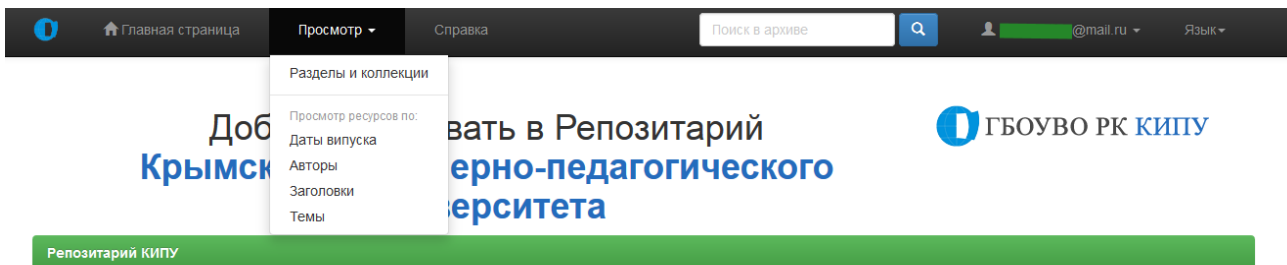 Главная страница Просмотр Справка Поиск в архиве @mail.ru Язык
Разделы и коллекции
Просмотр ресурсов по:
Даты випуска
Авторы
Заголовки
Темы
Доб вать в Репозитарий
Крымск ерно-педагогического
верситета
ГБОУВО РК КИПУ
Репозитарий КИПУ